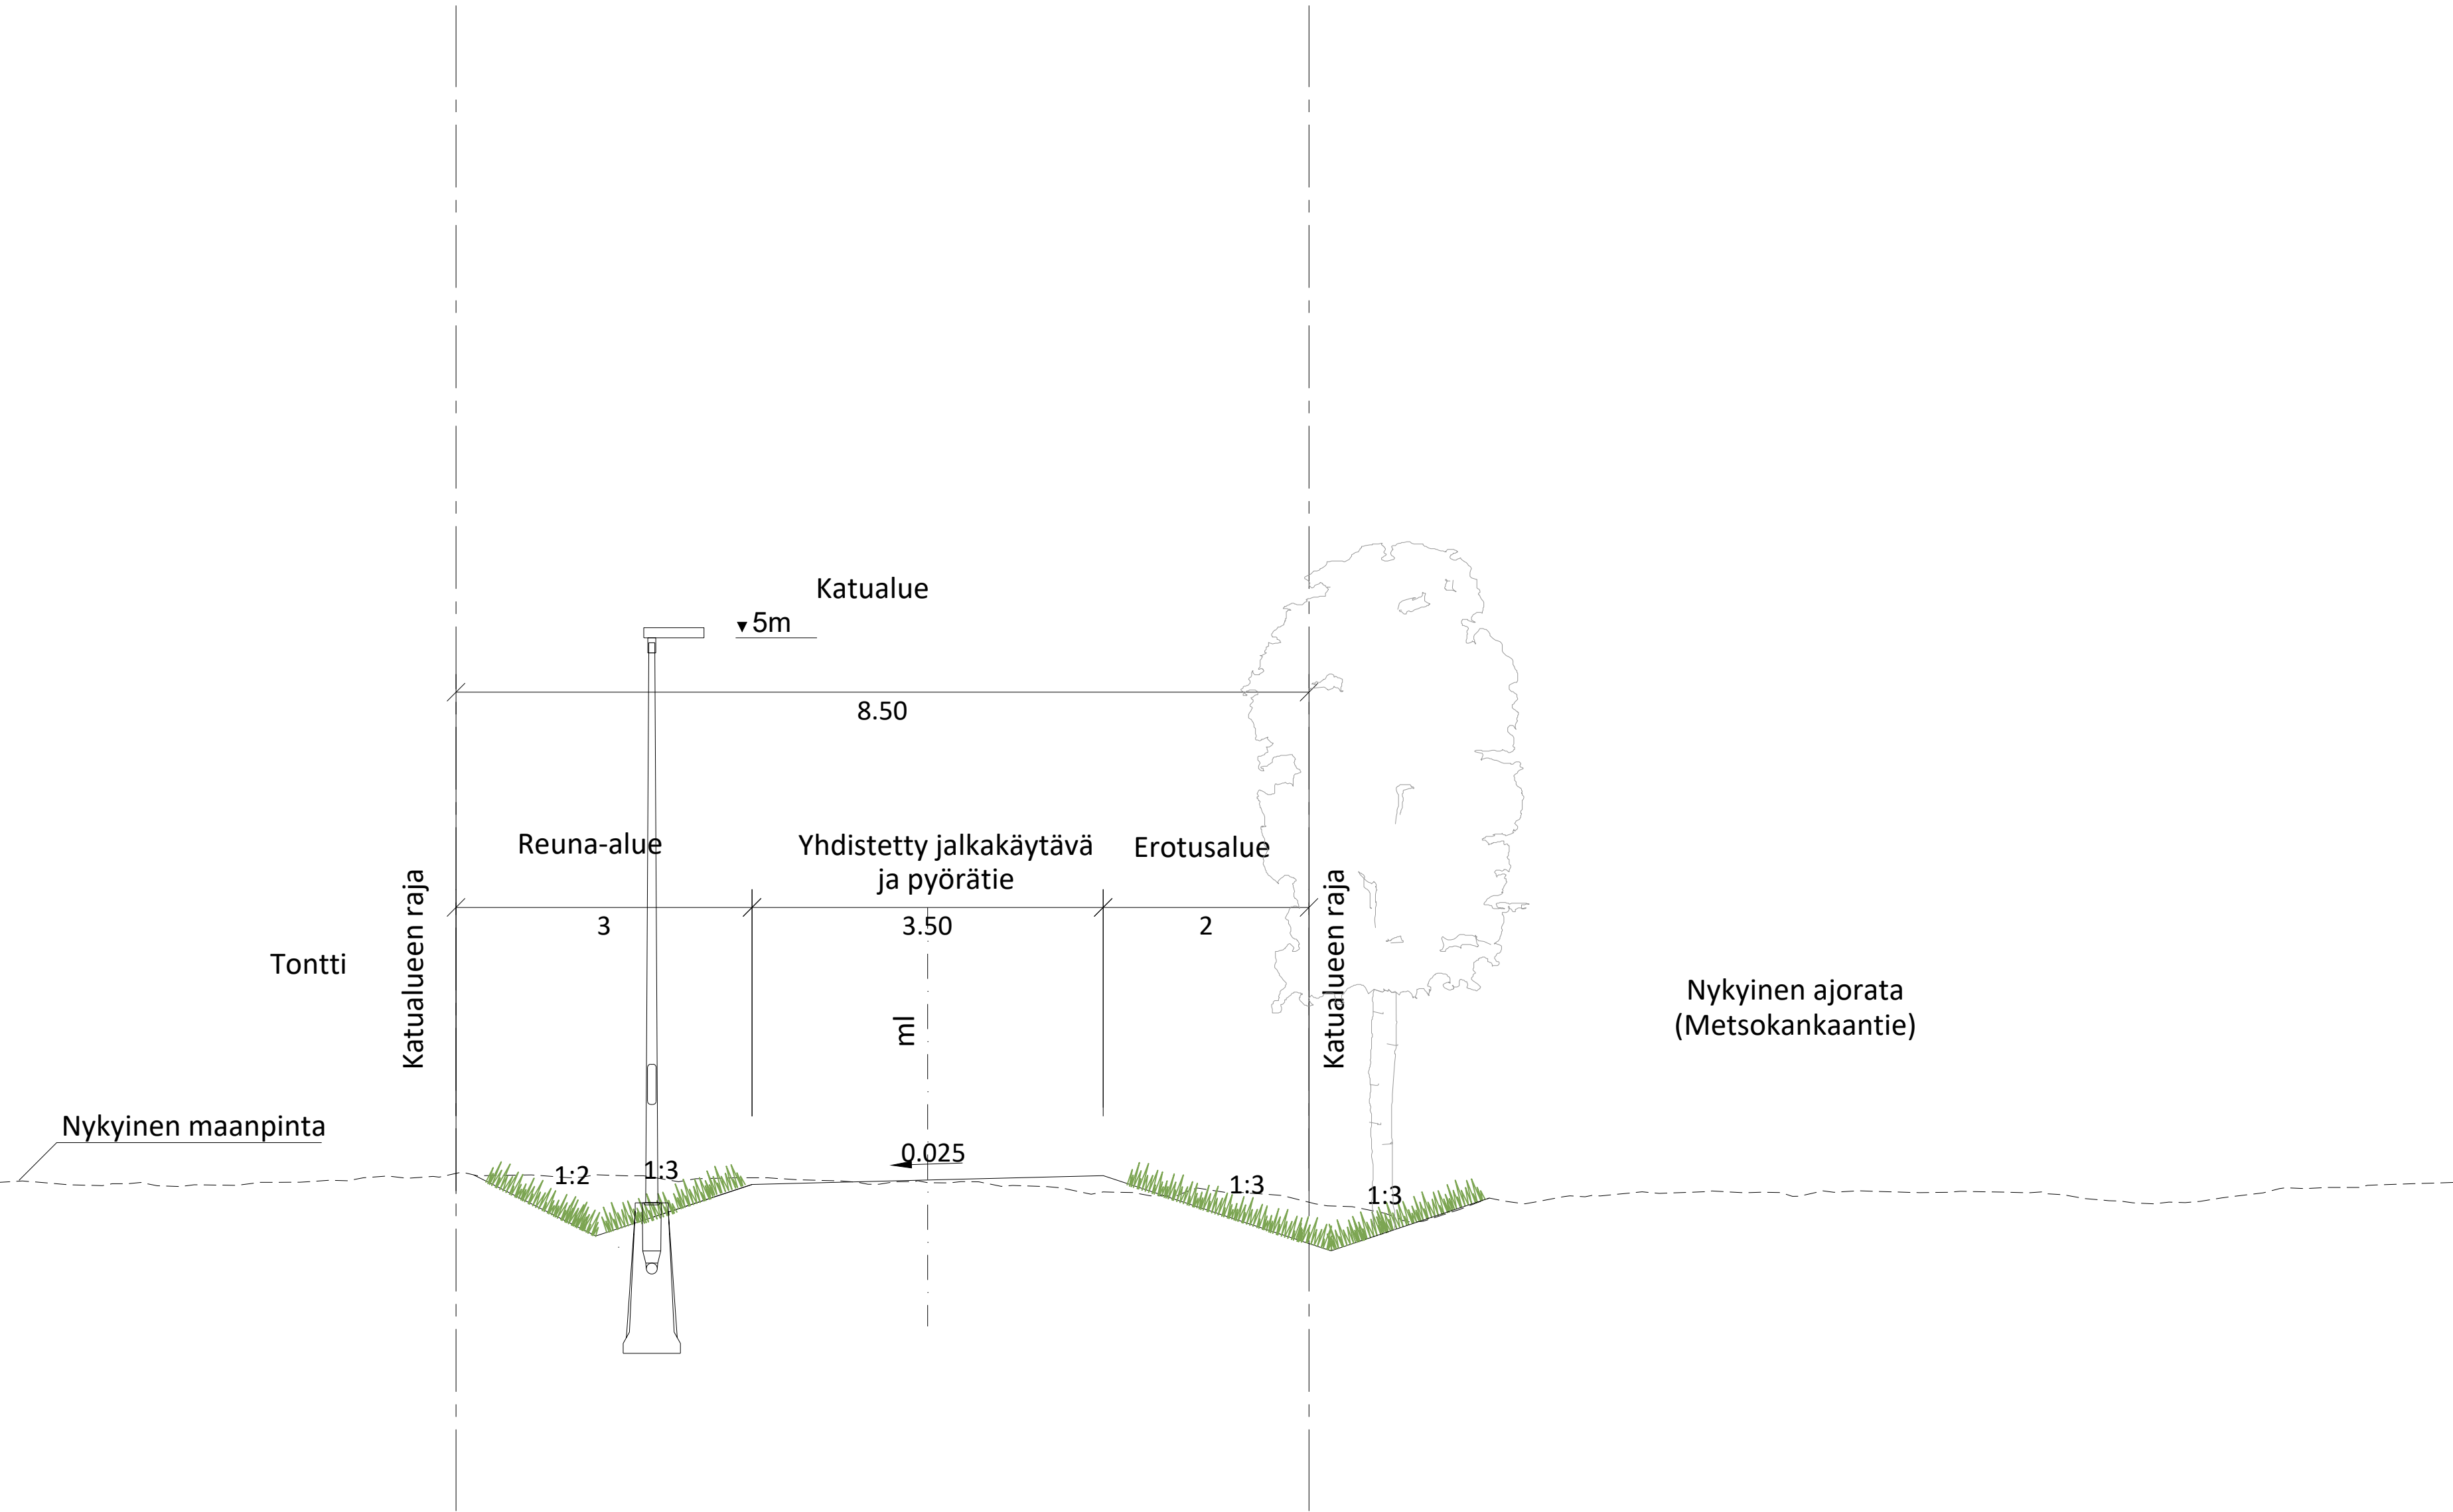 Katualue
5m
8.50
Reuna-alue
Yhdistetty jalkakäytävä
ja pyörätie
Erotusalue
3
3.50
2
Katualueen raja
Katualueen raja
Tontti
ml
Nykyinen ajorata
(Metsokankaantie)
Nykyinen maanpinta
0.025
1:2
1:3
1:3
1:3